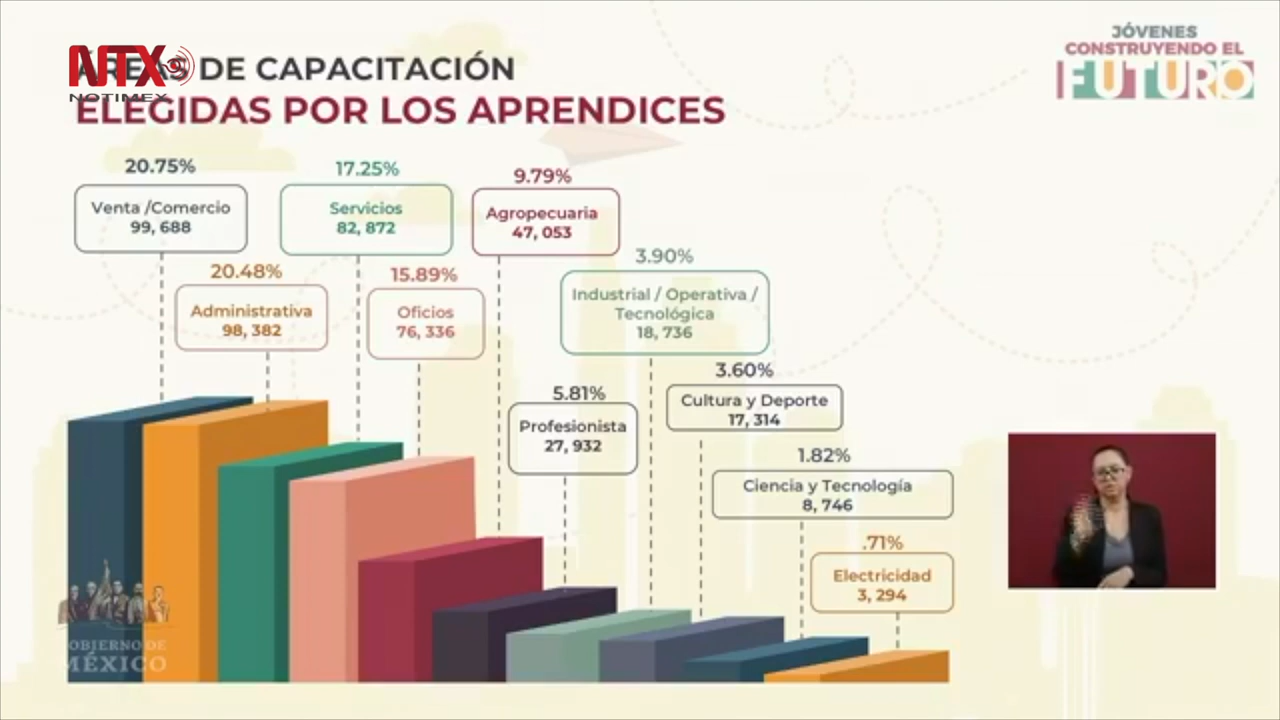 NTX
NOTIMEX
ÁREAS DE CAPACITACIÓN
ELEGIDAS POR LOS APRENDICES
JÓVENES
CONSTRUYENDO EL
FUTURO
20.75%
Venta /Comercio
99, 688
17.25%
Servicios
82, 872
9.79%
Agropecuaria
47, 053
20.48%
Administrativa
98, 382
15.89%
Oficios
76, 336
3.90%
Industrial / Operativa /
Tecnológica
18, 736
5.81%
Profesionista
27, 932
3.60%
Cultura y Deporte
17, 314
1.82%
Ciencia y Tecnología
8, 746
.71%
Electricidad
3, 294
GOBIERNO DE
MÉXICO